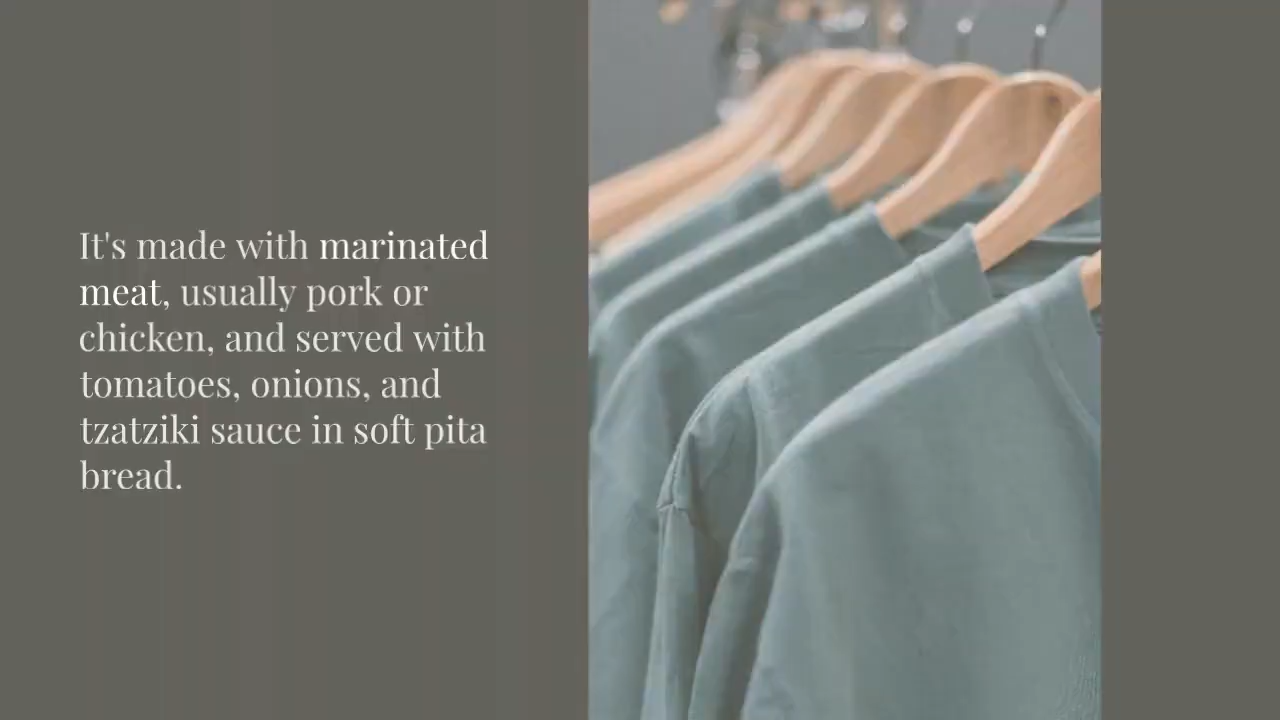 It's made with marinated
meat, usually pork or
chicken, and served with
tomatoes, onions, and
tzatziki sauce in soft pita
bread.